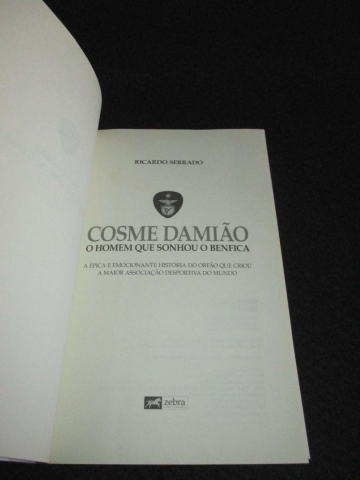 RICARDO SERRADO
COSME DAMIÃO
O HOMEM QUE SONHOU O BENFICA
A ÉPICA E EMOCIONANTE HISTÓRIA DO ORFÃO QUE CRIOU
A MAIOR ASSOCIAÇÃO DESPORTIVA DO MUNDO
zebra